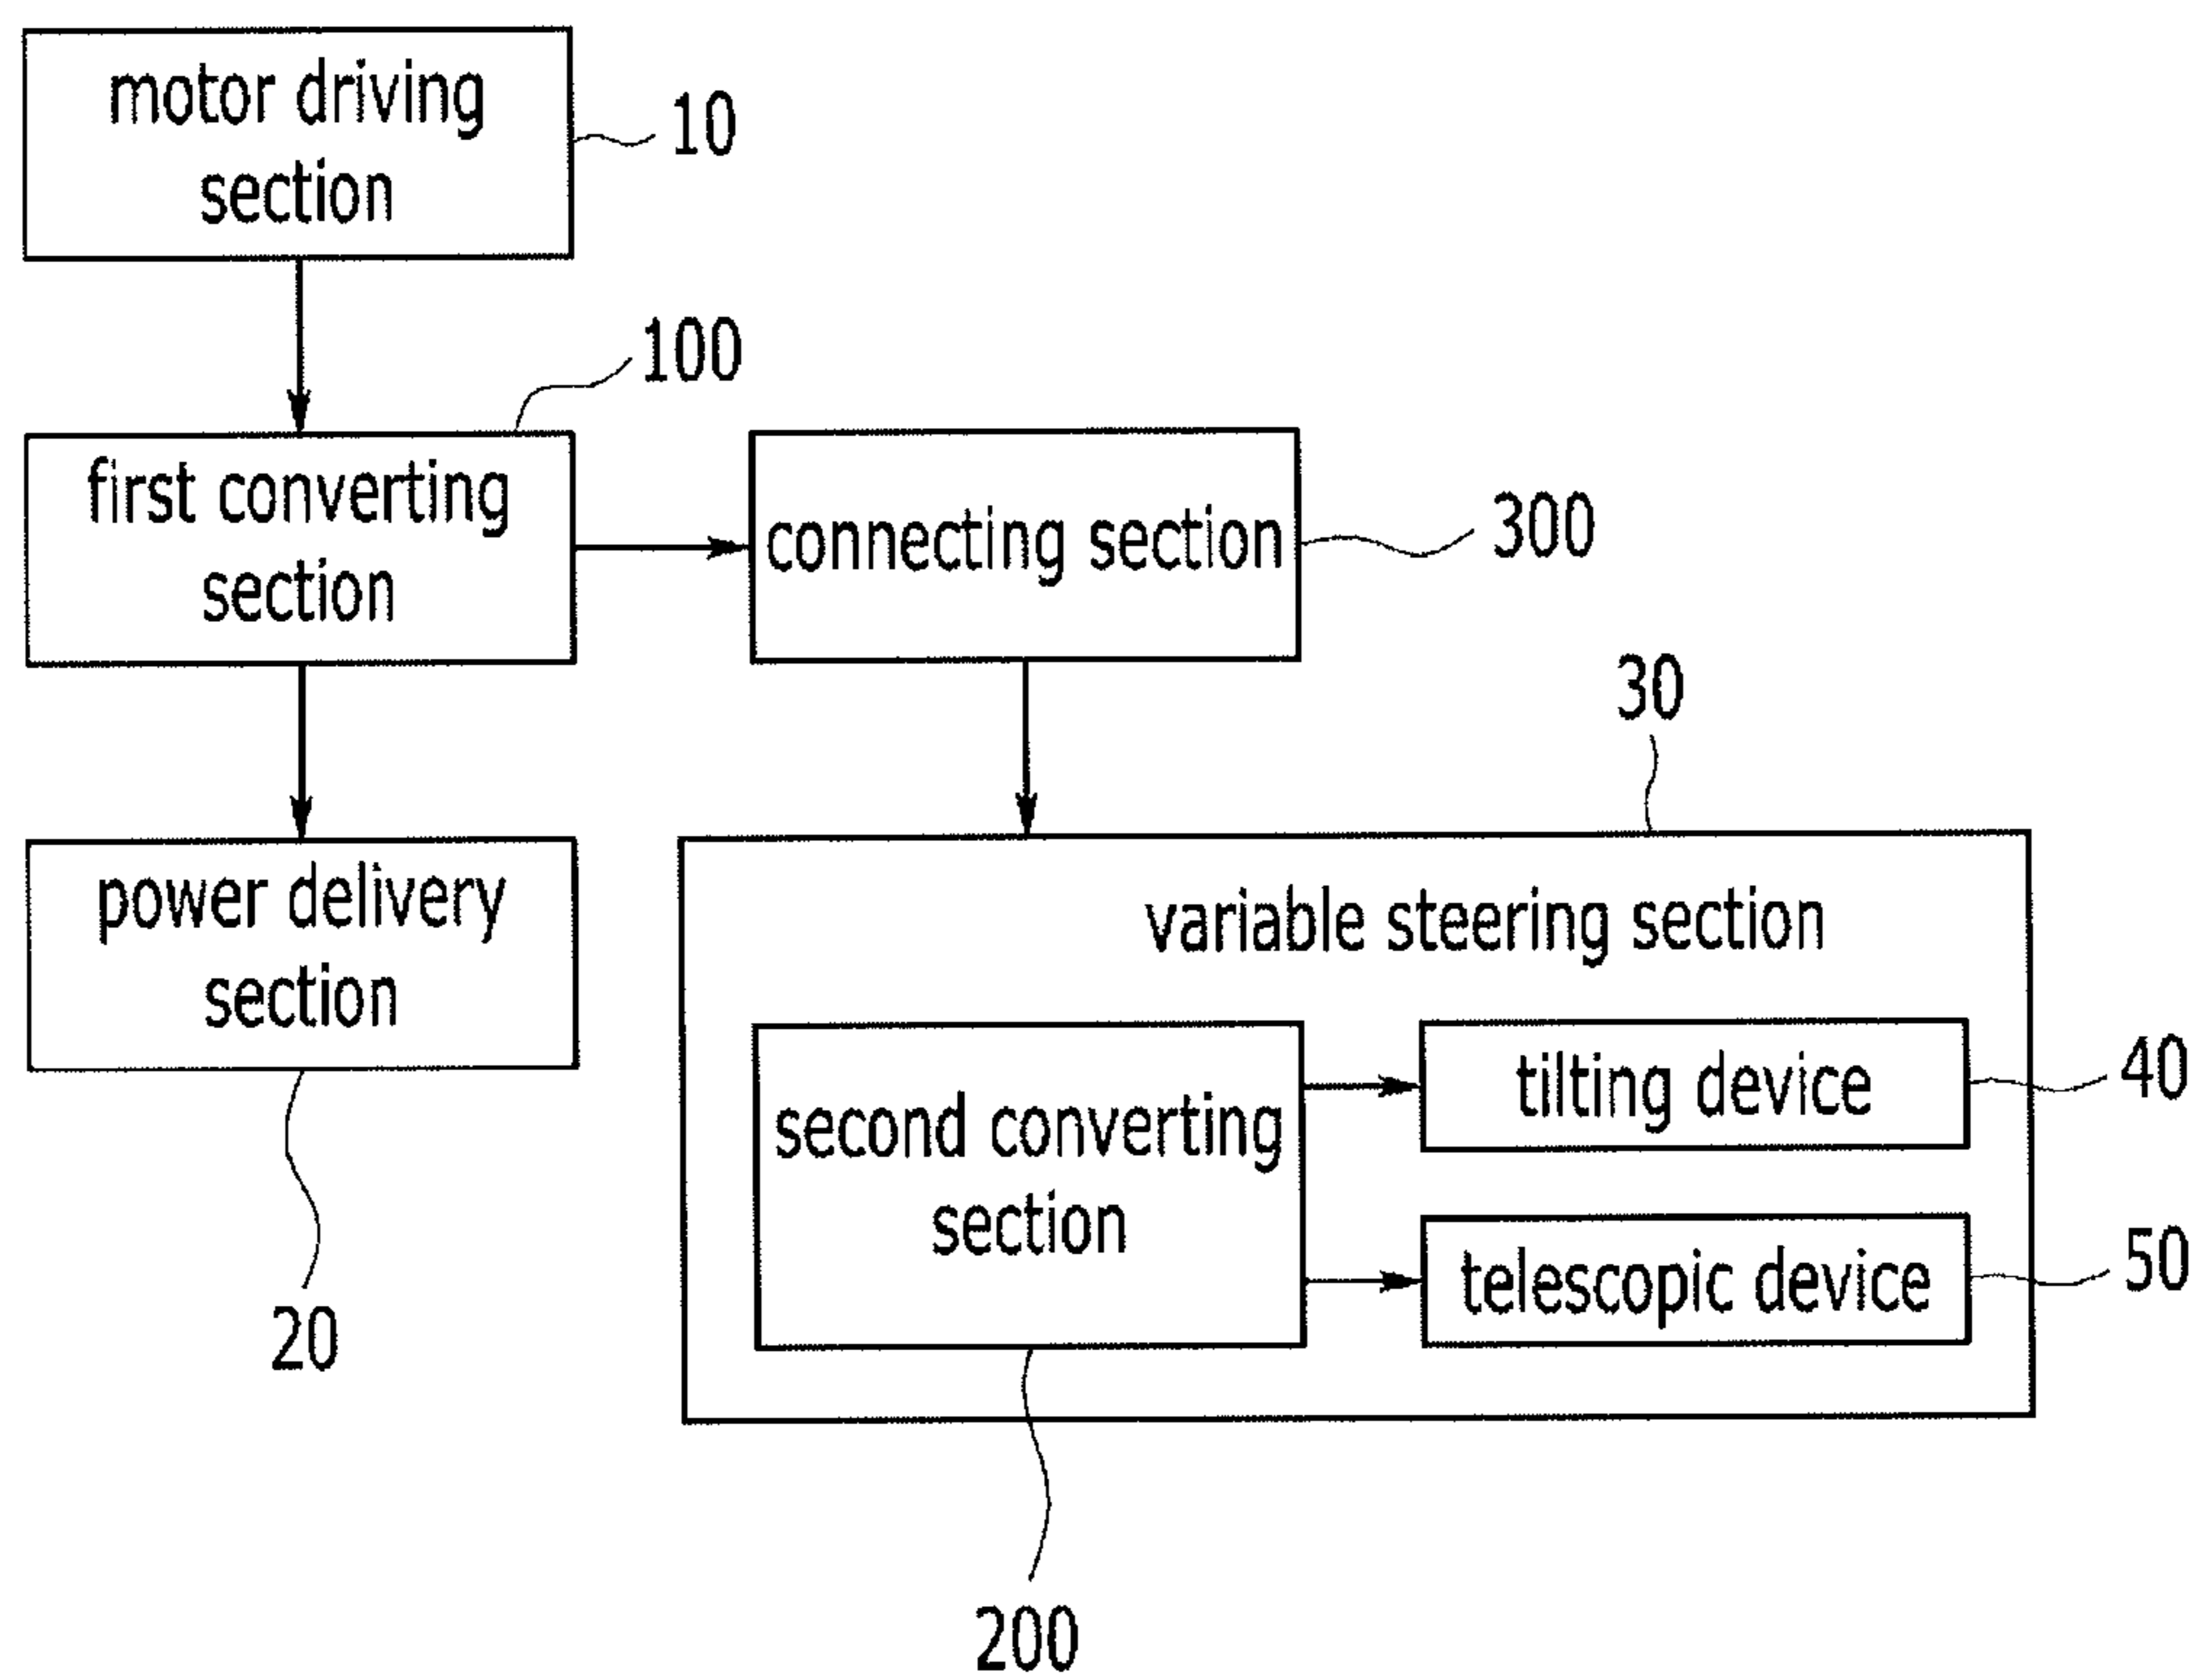 motor driving
section
10
100
first converting
section
connecting section
300
30
power delivery
section
20
variable steering section
second converting
section
tilting device
40
telescopic device
50
200